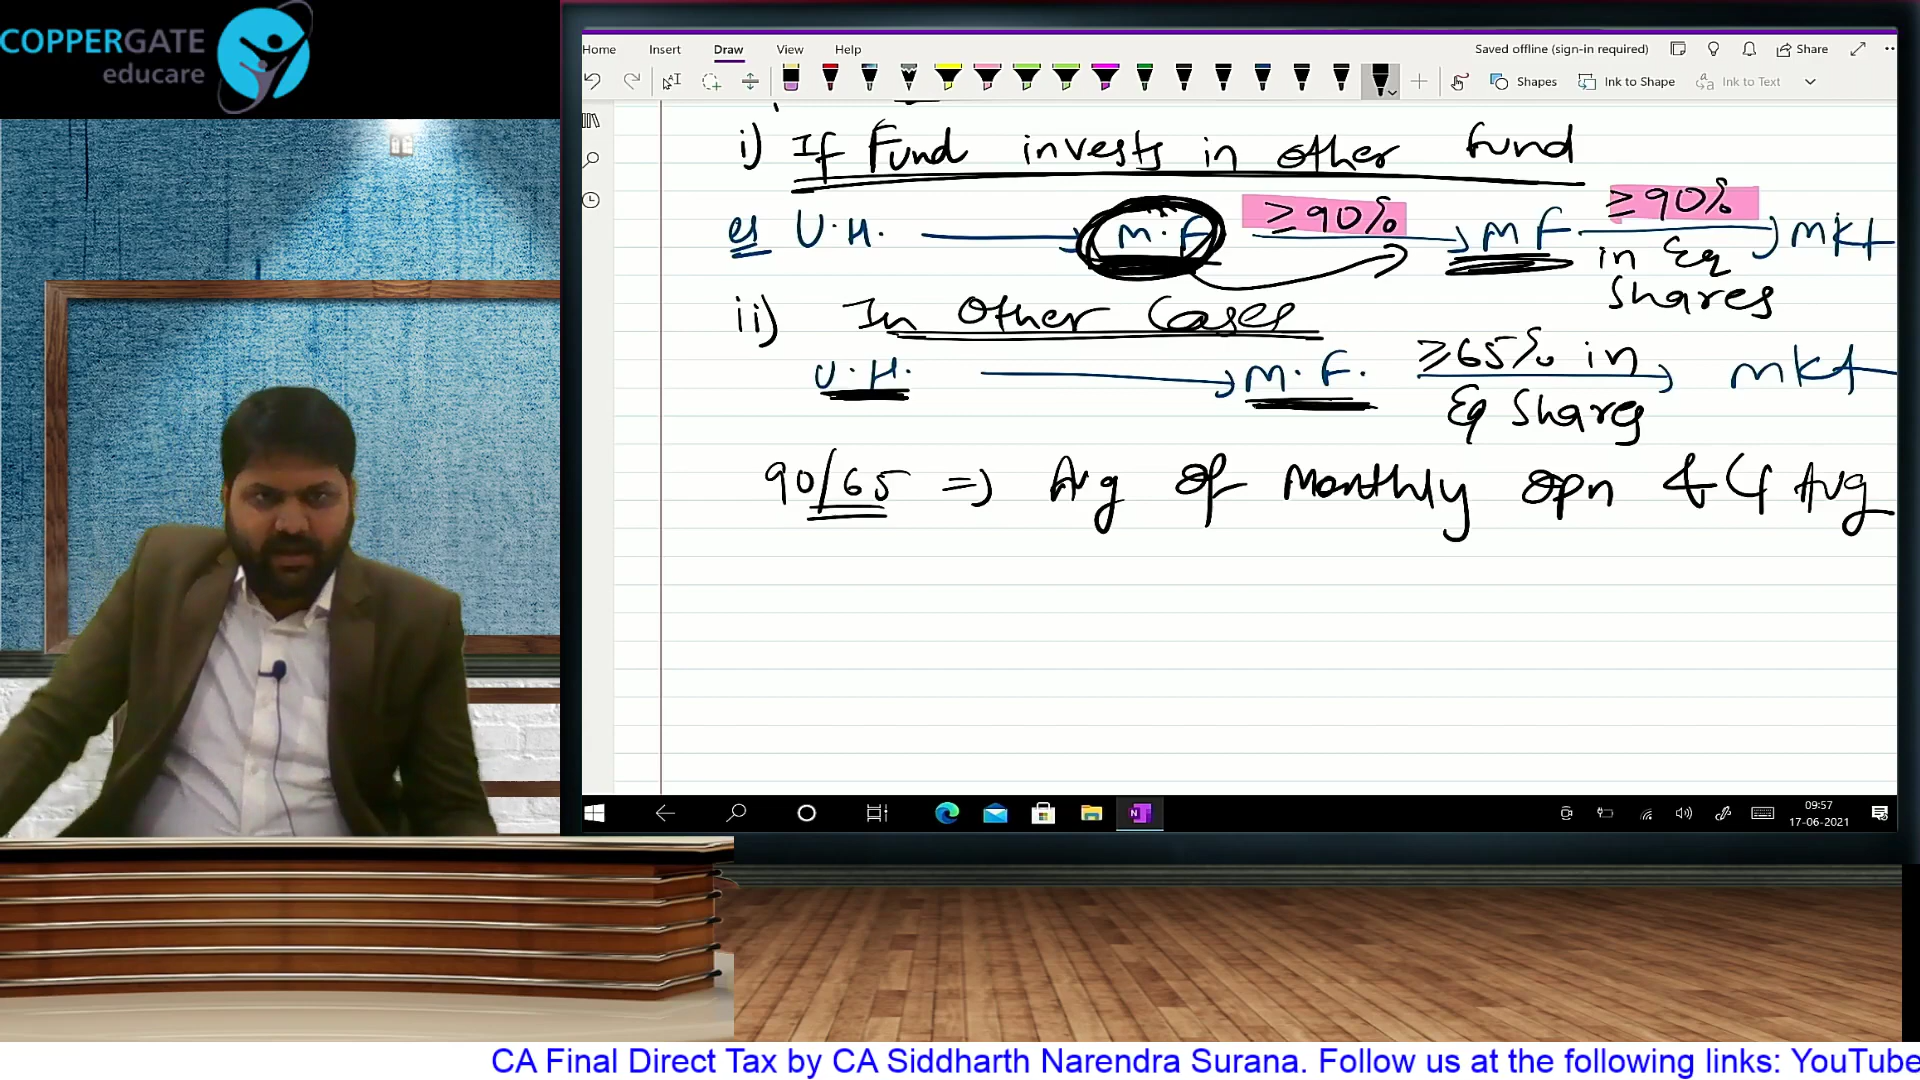 COPPERGATE
educare
Home Insert Draw View Help
Saved offline (sign-in required) Share
Shapes Ink to Shape Ink to Text
i) If Fund invests in other fund
eg U.H. M.F ≥90% MF ≥90% mkt
in Eq
Shares
ii) In Other Cases
U.H. M.F. ≥65% in mkt
Eq Shares
90/65 => Avg of Monthly opn & Avg
09:57
17-06-2021
CA Final Direct Tax by CA Siddharth Narendra Surana. Follow us at the following links: YouTube